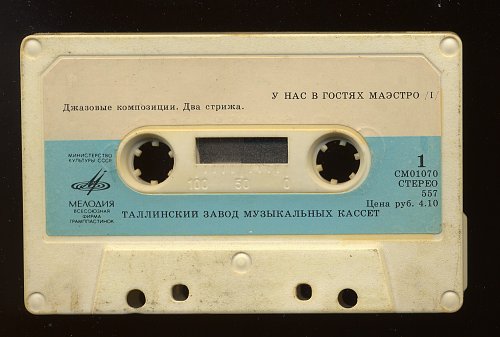 У НАС В ГОСТЯХ МАЭСТРО /I/
Джазовые композиции. Два стрижа.
МИНИСТЕРСТВО
КУЛЬТУРЫ СССР
МЕЛОДИЯ
ВСЕСОЮЗНАЯ
ФИРМА
ГРАМПЛАСТИНОК
100 50 0
1
СМ01070
СТЕРЕО
557
Цена руб. 4.10
ТАЛЛИНСКИЙ ЗАВОД МУЗЫКАЛЬНЫХ КАССЕТ